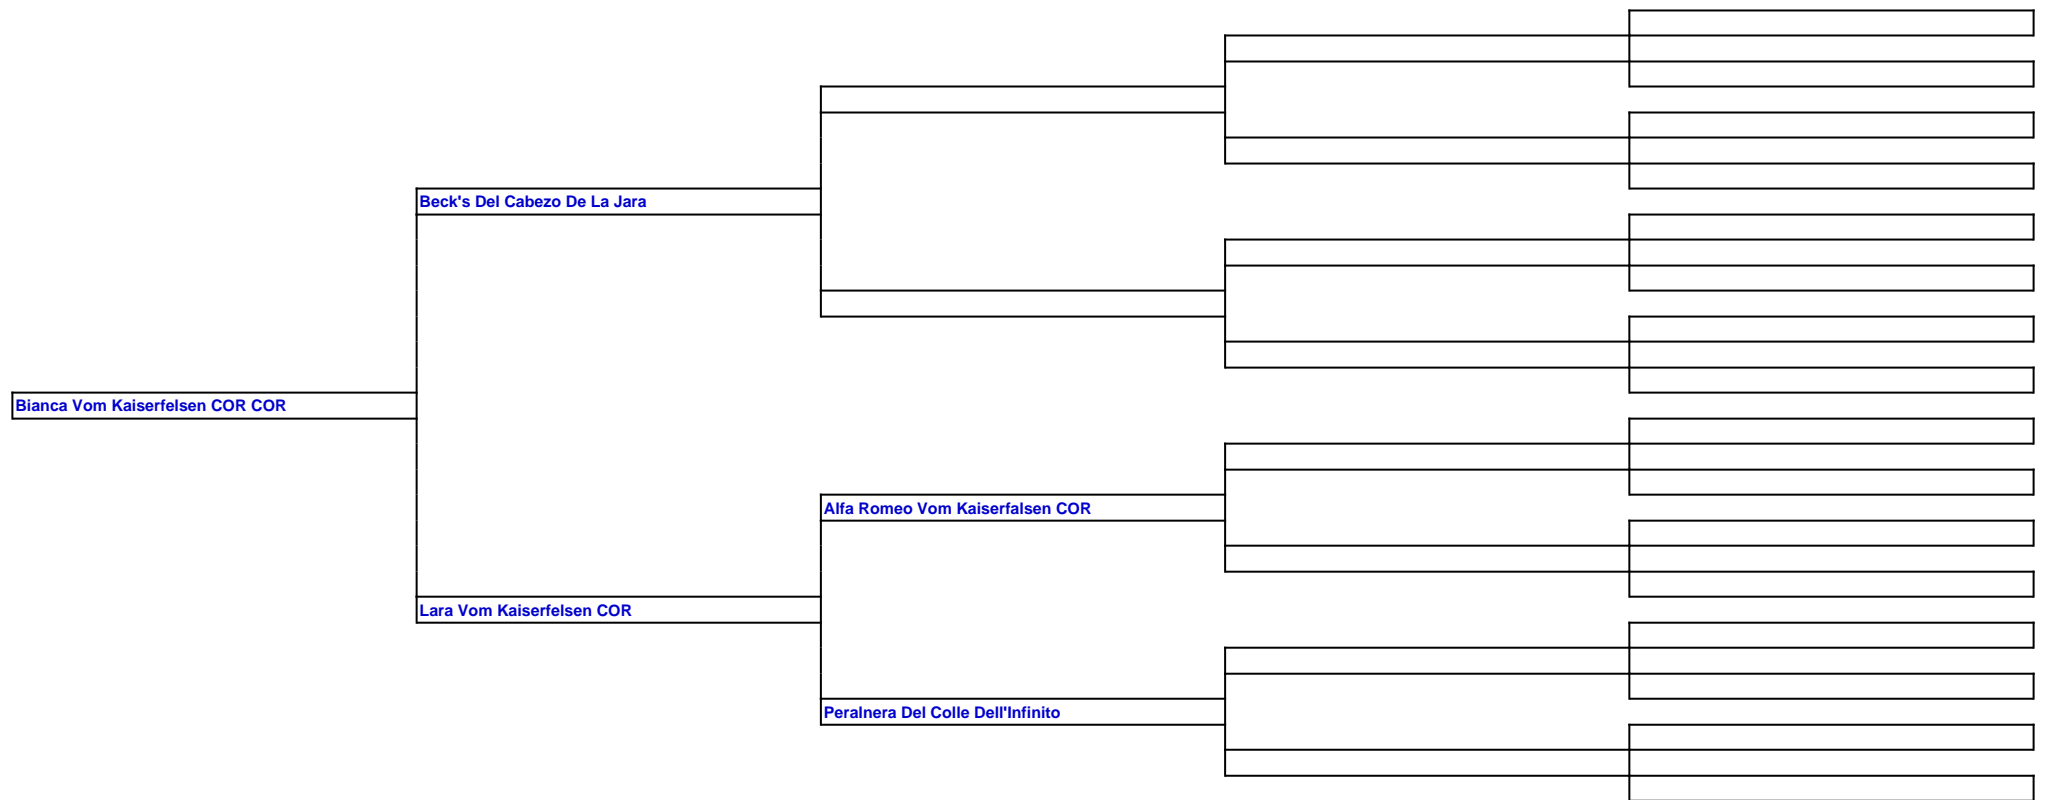 Beck's Del Cabezo De La Jara
Bianca Vom Kaiserfelsen COR COR
Alfa Romeo Vom Kaiserfalsen COR
Lara Vom Kaiserfelsen COR
Peralnera Del Colle Dell'Infinito